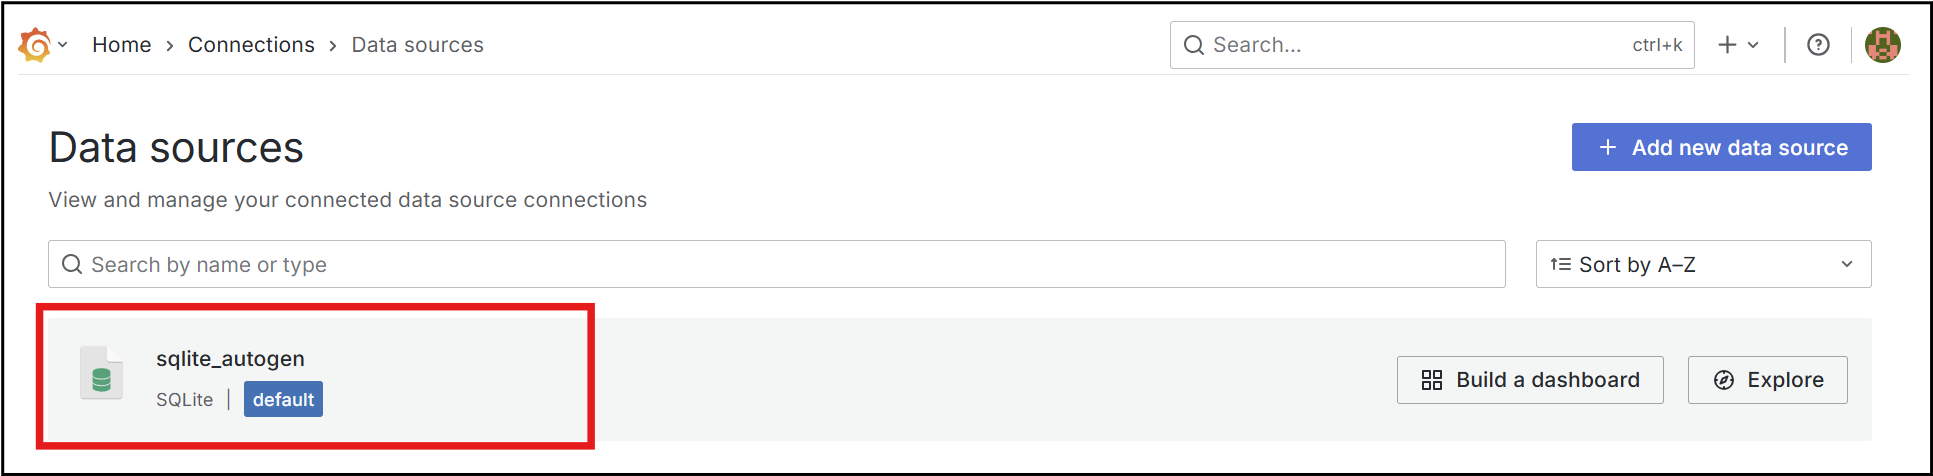 Home > Connections > Data sources
Search... ctrl+k
Data sources
Add new data source
View and manage your connected data source connections
Search by name or type
Sort by A–Z
sqlite_autogen
SQLite | default
Build a dashboard
Explore